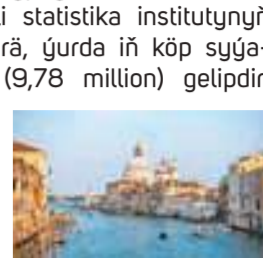 i statistika institutynyň
rä, ýurda iň köp syýa-
(9,78 million) gelipdir